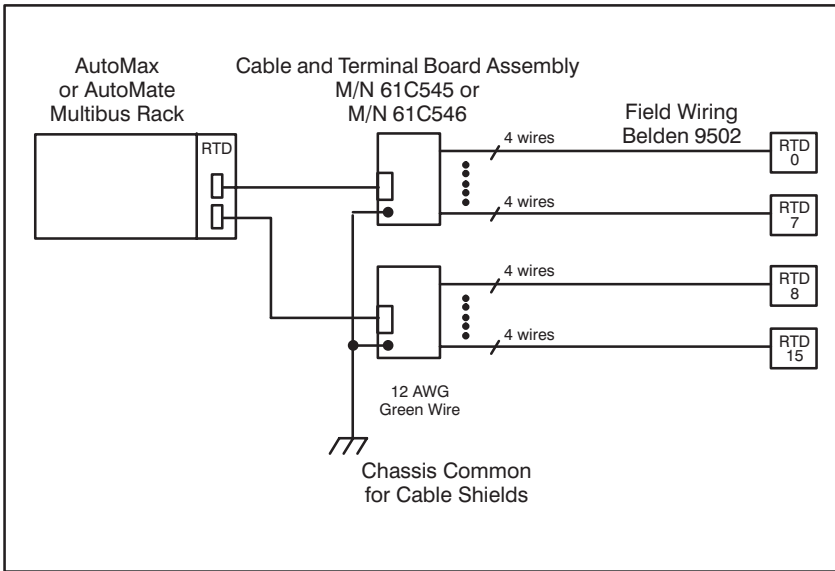 AutoMax
or AutoMate
Multibus Rack
RTD
Cable and Terminal Board Assembly
M/N 61C545 or
M/N 61C546
Field Wiring
Belden 9502
4 wires
RTD
0
4 wires
RTD
7
4 wires
RTD
8
4 wires
RTD
15
12 AWG
Green Wire
Chassis Common
for Cable Shields